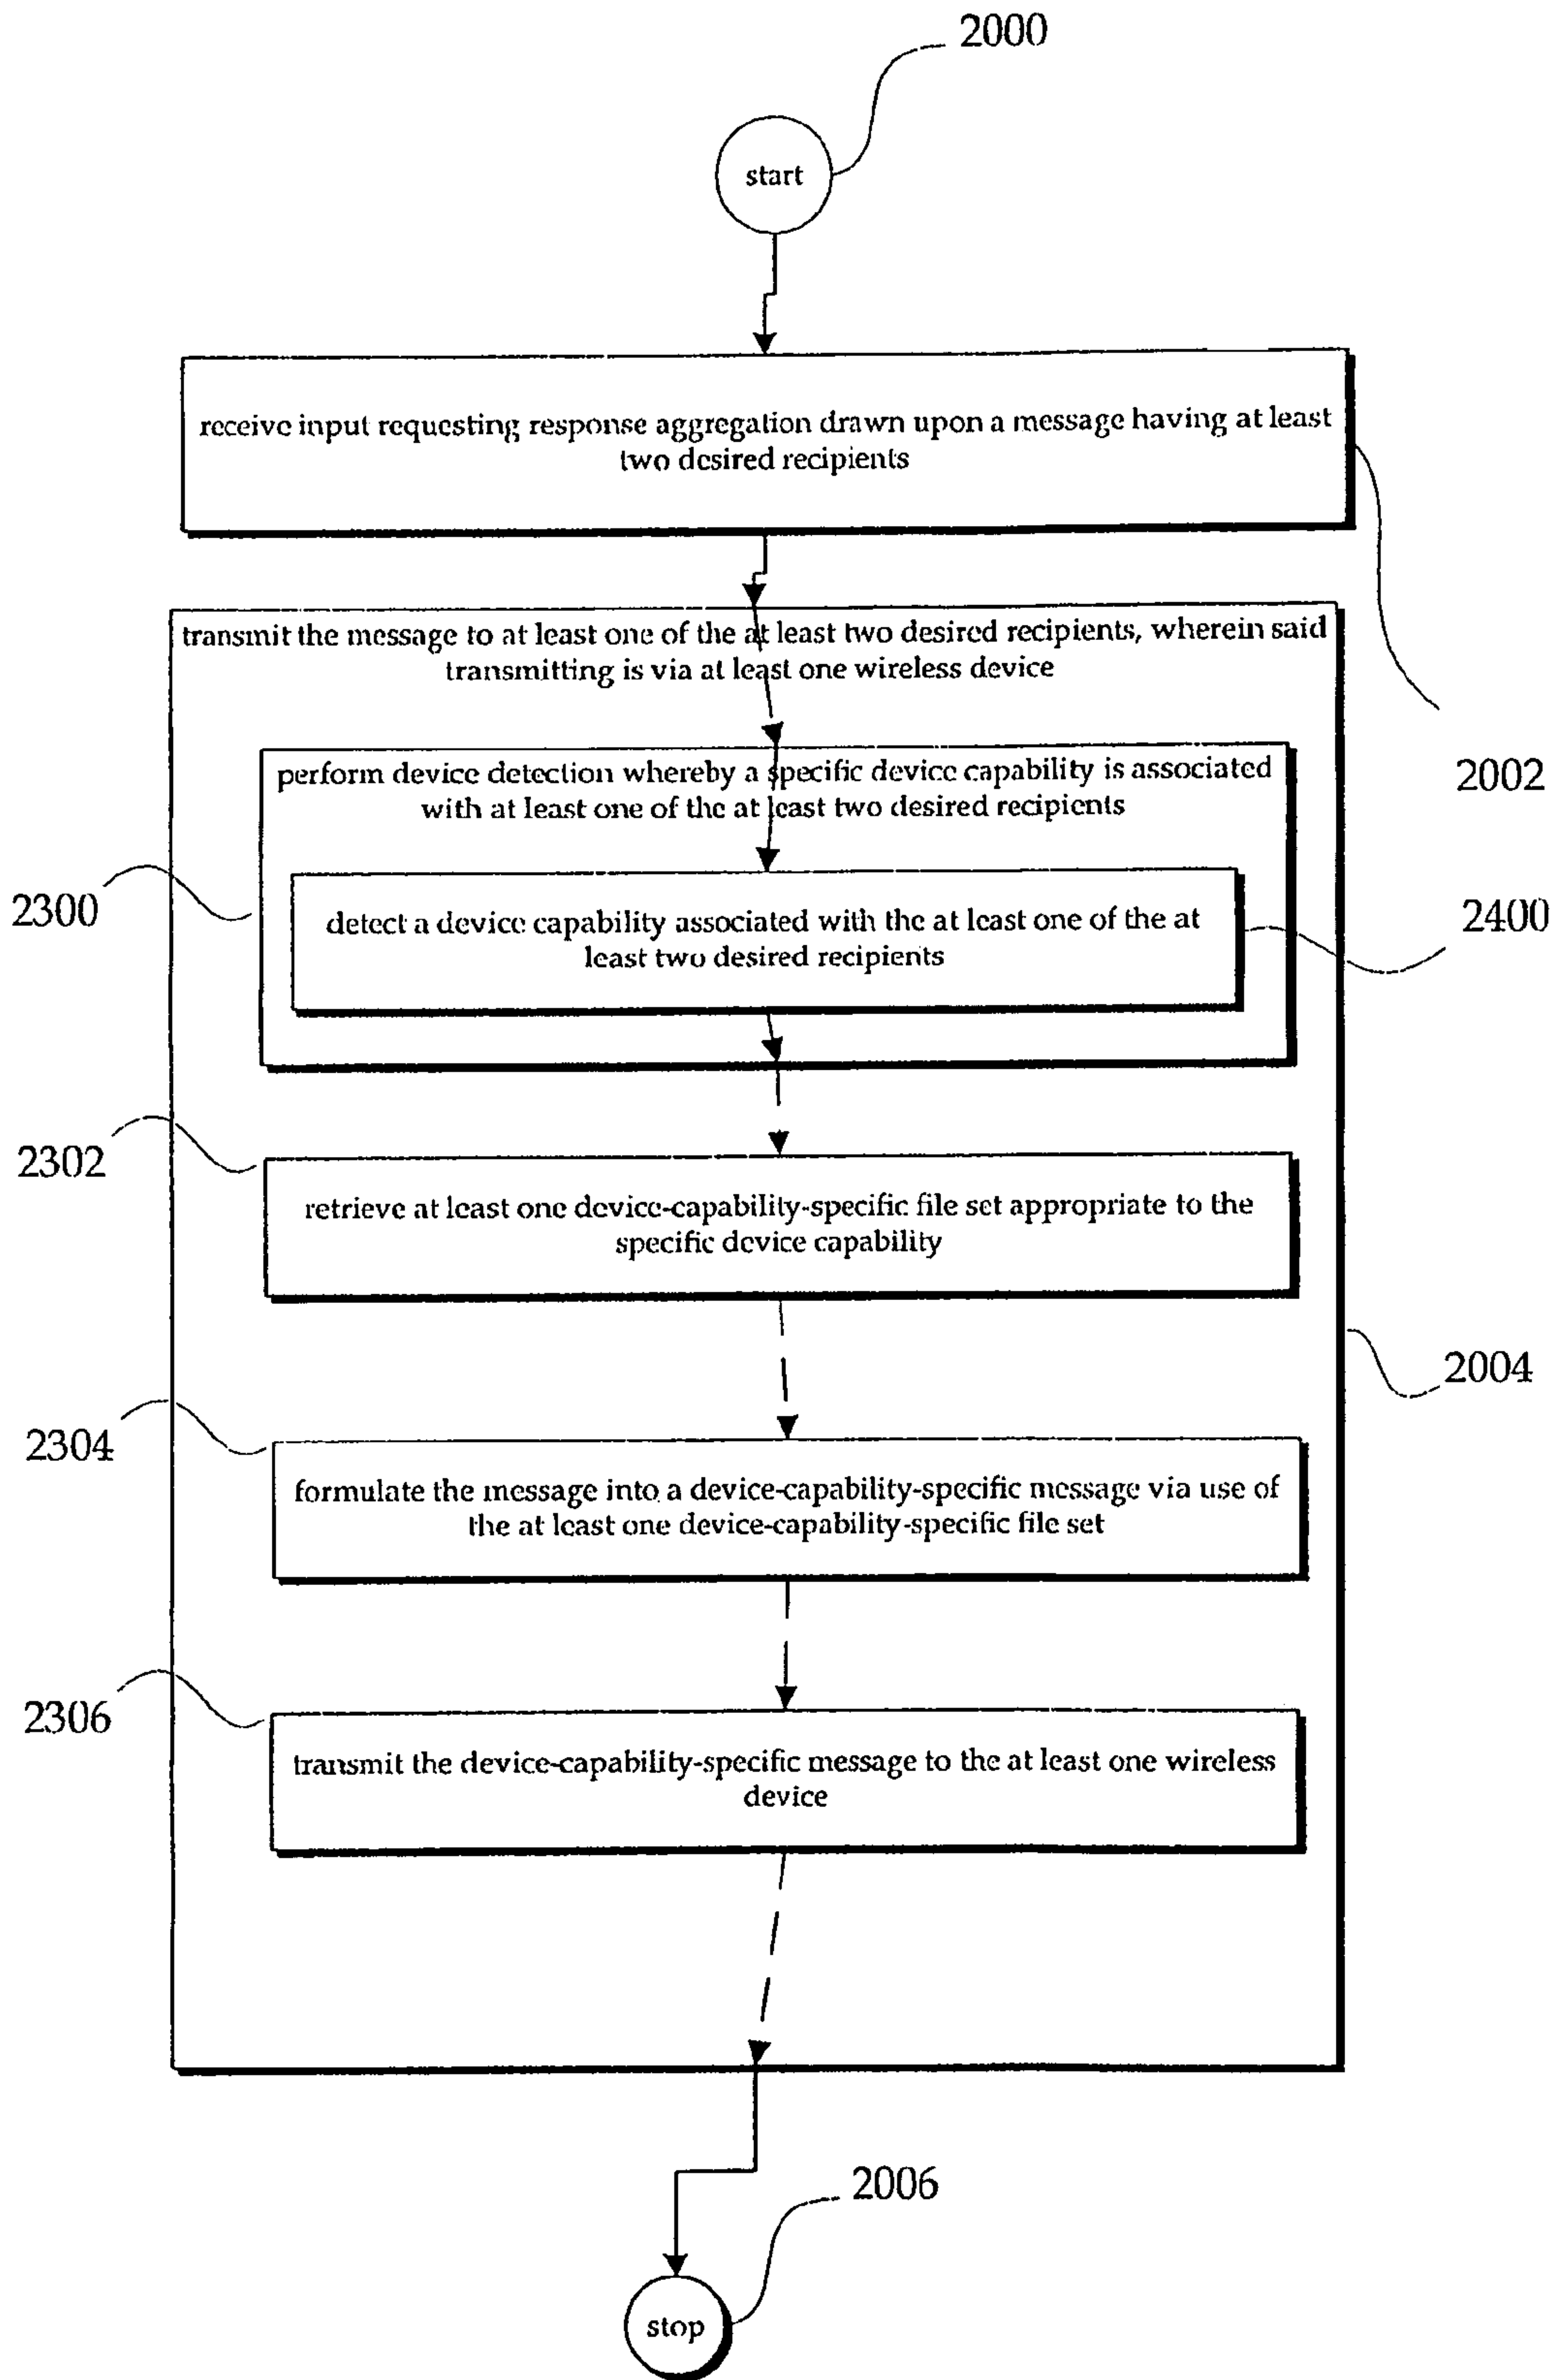 2000
start
receive input requesting response aggregation drawn upon a message having at least
two desired recipients
transmit the message to at least one of the at least two desired recipients, wherein said
transmitting is via at least one wireless device
perform device detection whereby a specific device capability is associated
with at least one of the at least two desired recipients
2002
2300
detect a device capability associated with the at least one of the at
least two desired recipients
2400
2302
retrieve at least one device-capability-specific file set appropriate to the
specific device capability
2004
2304
formulate the message into a device-capability-specific message via use of
the at least one device-capability-specific file set
2306
transmit the device-capability-specific message to the at least one wireless
device
2006
stop